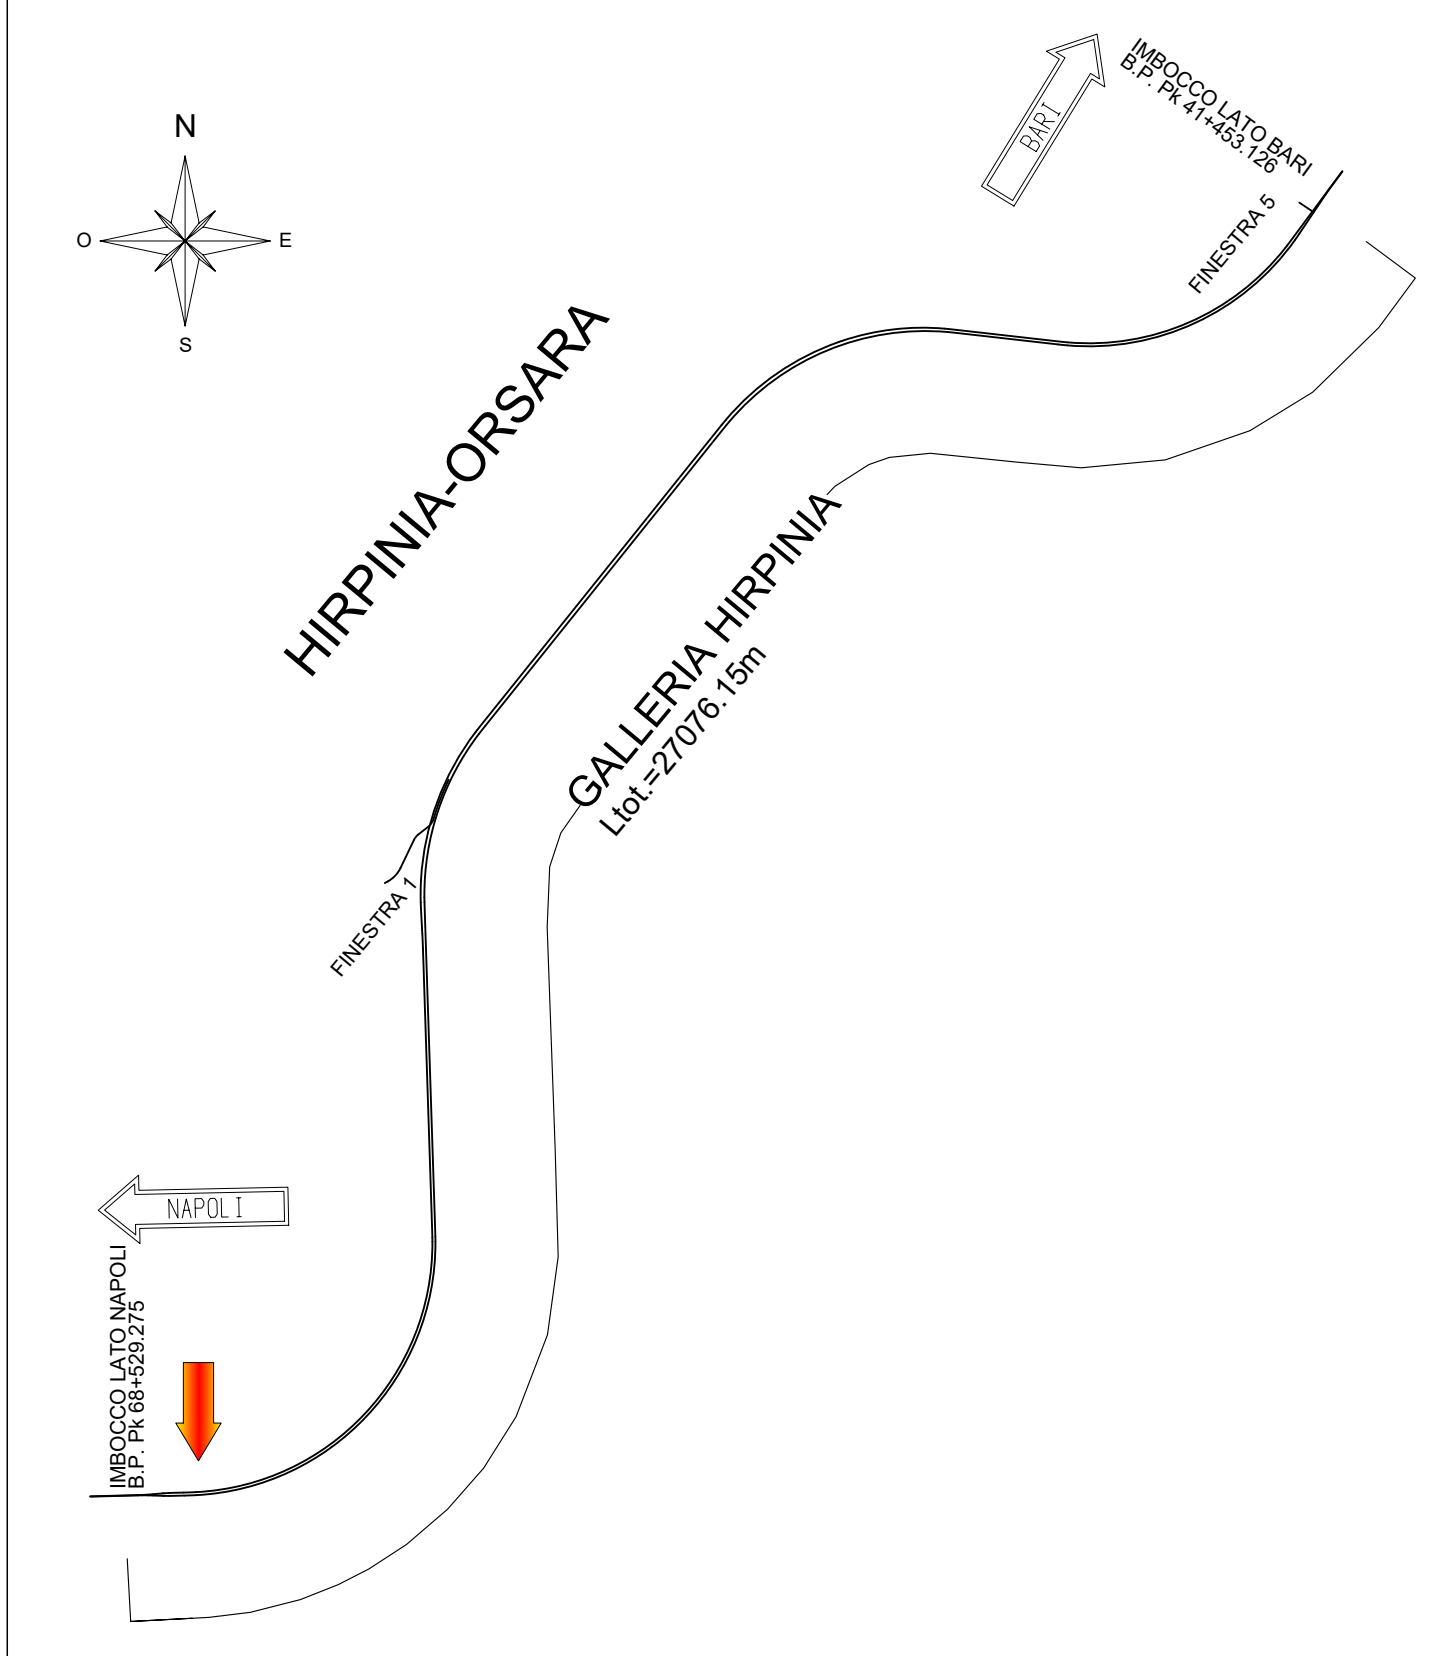 IMBOCCO LATO BARI
B.P. Pk 41+453.126
BARI
N
O
E
S
FINESTRA 5
HIRPINIA-ORSARA
GALLERIA HIRPINIA
Ltot.=27076.15m
FINESTRA 1
NAPOLI
IMBOCCO LATO NAPOLI
B.P. Pk 68+529.275